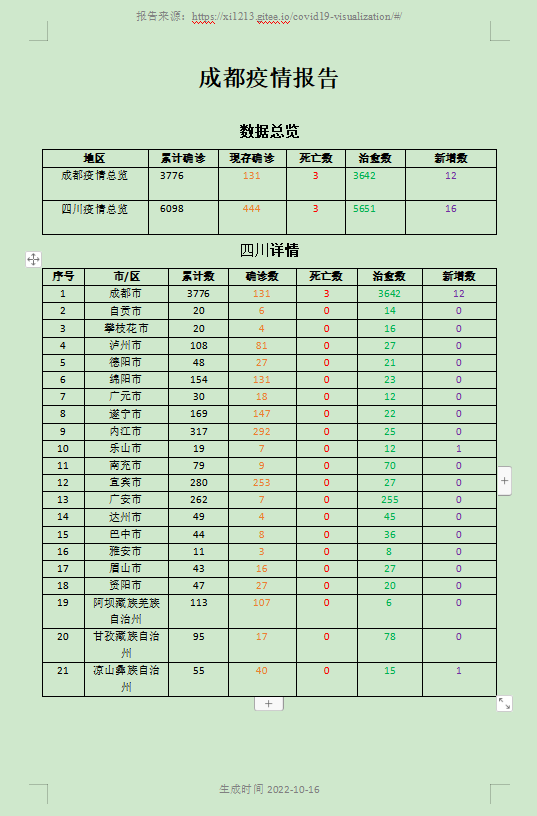 报告来源：https://xi1213.gitee.io/covid19-visualization/#/
成都疫情报告
数据总览
地区 累计确诊 现存确诊 死亡数 治愈数 新增数
成都疫情总览 3776 131 3 3642 12
四川疫情总览 6098 444 3 5651 16
四川详情
序号 市/区 累计数 确诊数 死亡数 治愈数 新增数
1 成都市 3776 131 3 3642 12
2 自贡市 20 6 0 14 0
3 攀枝花市 20 4 0 16 0
4 泸州市 108 81 0 27 0
5 德阳市 48 27 0 21 0
6 绵阳市 154 131 0 23 0
7 广元市 30 18 0 12 0
8 遂宁市 169 147 0 22 0
9 内江市 317 292 0 25 0
10 乐山市 19 7 0 12 1
11 南充市 79 9 0 70 0
12 宜宾市 280 253 0 27 0
13 广安市 262 7 0 255 0
14 达州市 49 4 0 45 0
15 巴中市 44 8 0 36 0
16 雅安市 11 3 0 8 0
17 眉山市 43 16 0 27 0
18 资阳市 47 27 0 20 0
19 阿坝藏族羌族 113 107 0 6 0
自治州
20 甘孜藏族自治 95 17 0 78 0
州
21 凉山彝族自治 55 40 0 15 1
州
生成时间 2022-10-16